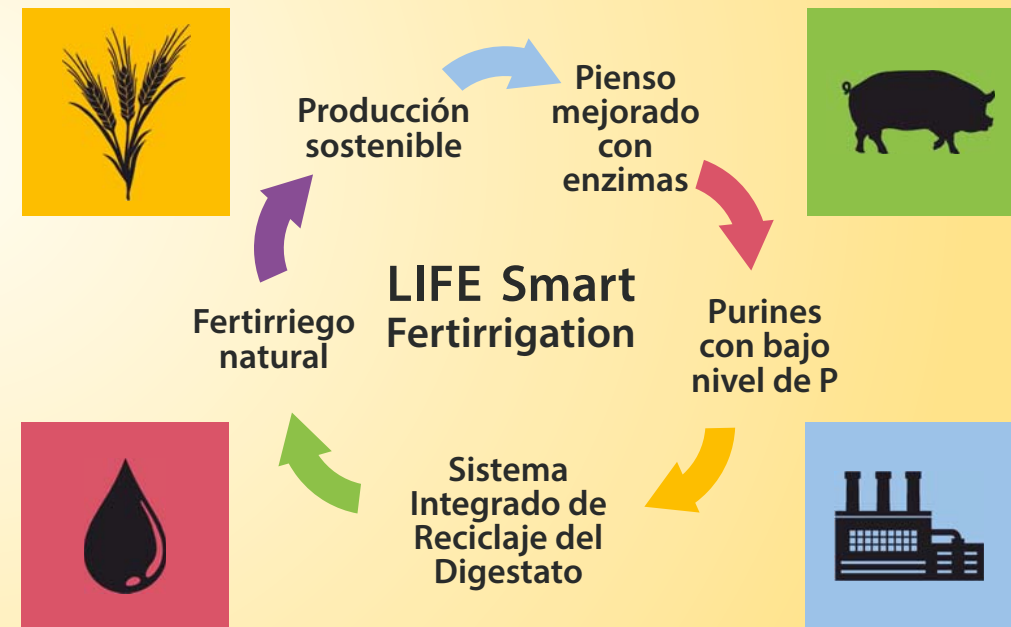 Producción
sostenible
Pienso
mejorado
con
enzimas
LIFE Smart
Fertirrigation
Purines
con bajo
nivel de P
Sistema
Integrado de
Reciclaje del
Digestato
Fertirriego
natural